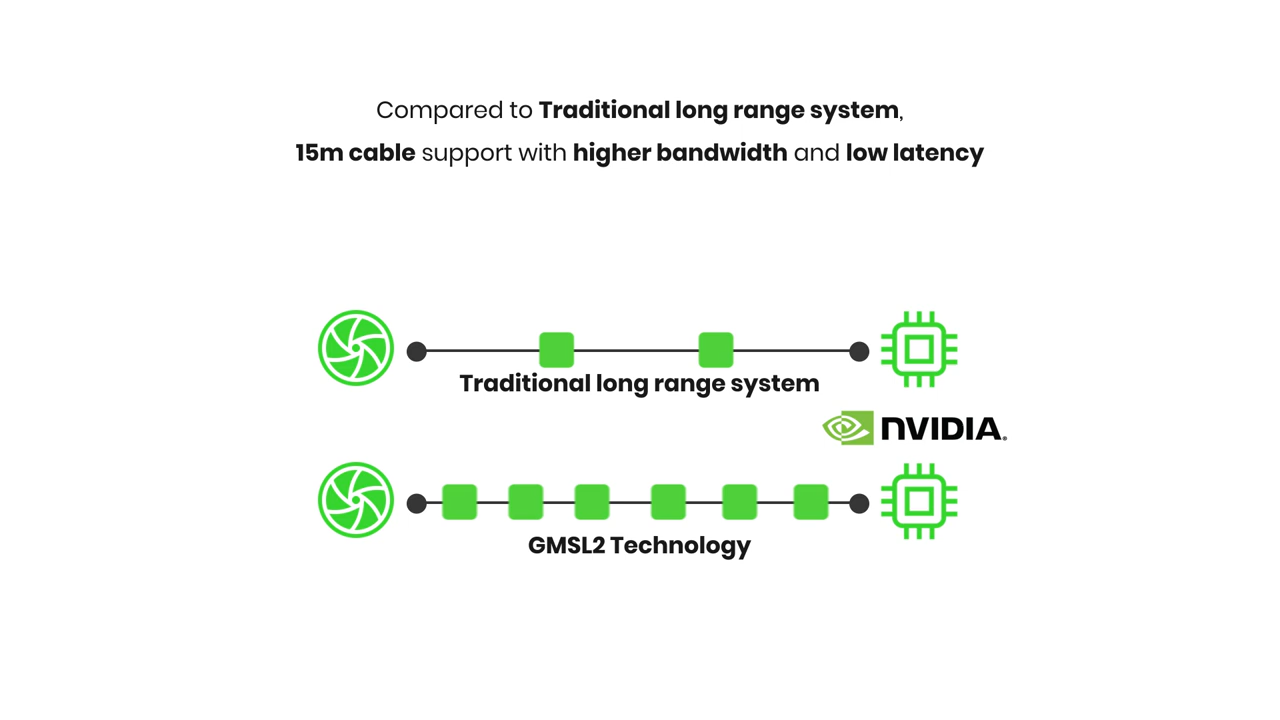 Compared to Traditional long range system,
15m cable support with higher bandwidth and low latency
Traditional long range system
NVIDIA.
GMSL2 Technology